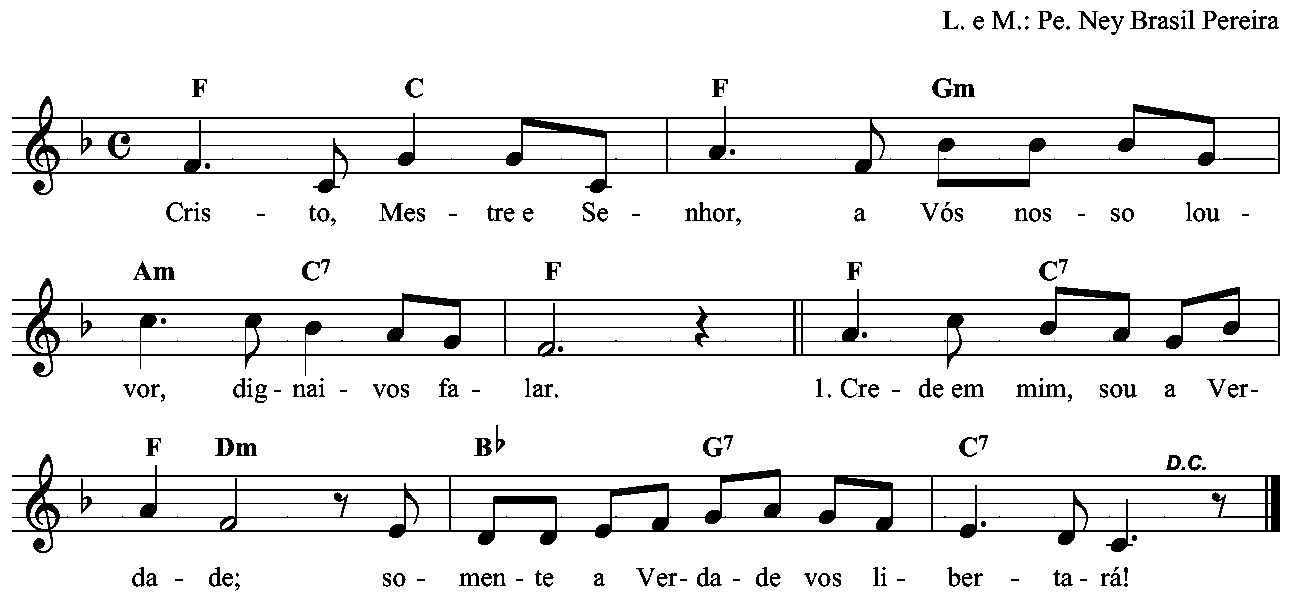 L. e M.: Pe. Ney Brasil Pereira
F C F Gm
Cris - to, Mes - tre e Se - nhor, a Vós nos - so lou -
Am C7 F F C7
vor, dig - nai - vos fa - lar. 1. Cre - de em mim, sou a Ver-
F Dm B♭ G7 C7 D.C.
da - de; so - men - te a Ver - da - de vos li - ber - ta - rá!